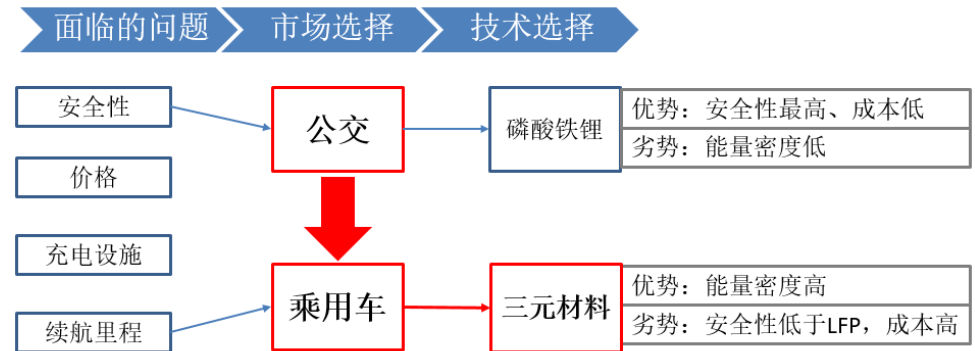 面临的问题
市场选择
技术选择
安全性
价格
充电设施
续航里程
公交
乘用车
磷酸铁锂
优势：安全性最高、成本低
劣势：能量密度低
三元材料
优势：能量密度高
劣势：安全性低于LFP，成本高